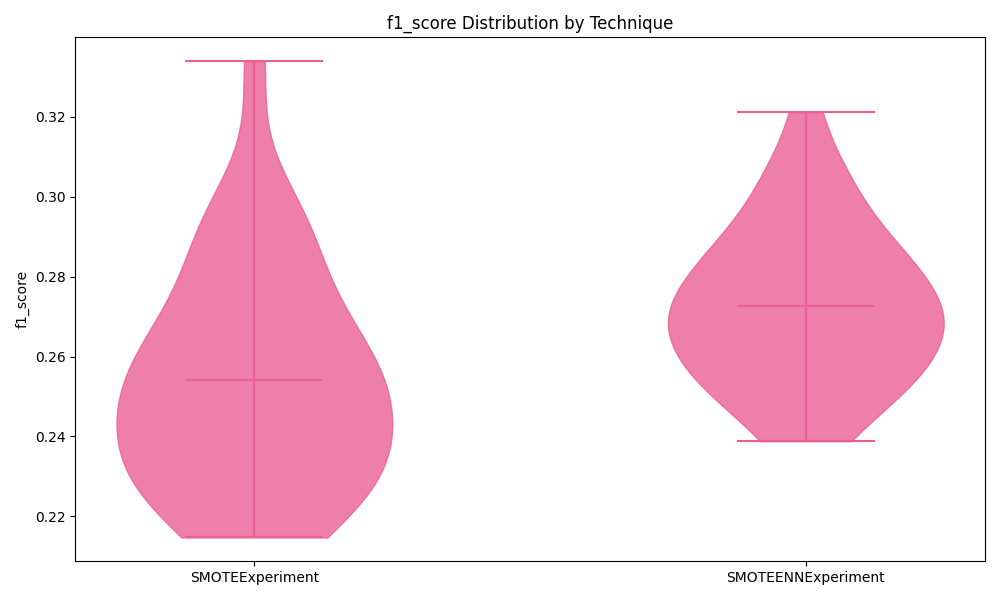 f1_score Distribution by Technique
f1_score
0.32
0.30
0.28
0.26
0.24
0.22
SMOTEExperiment
SMOTEENNExperiment